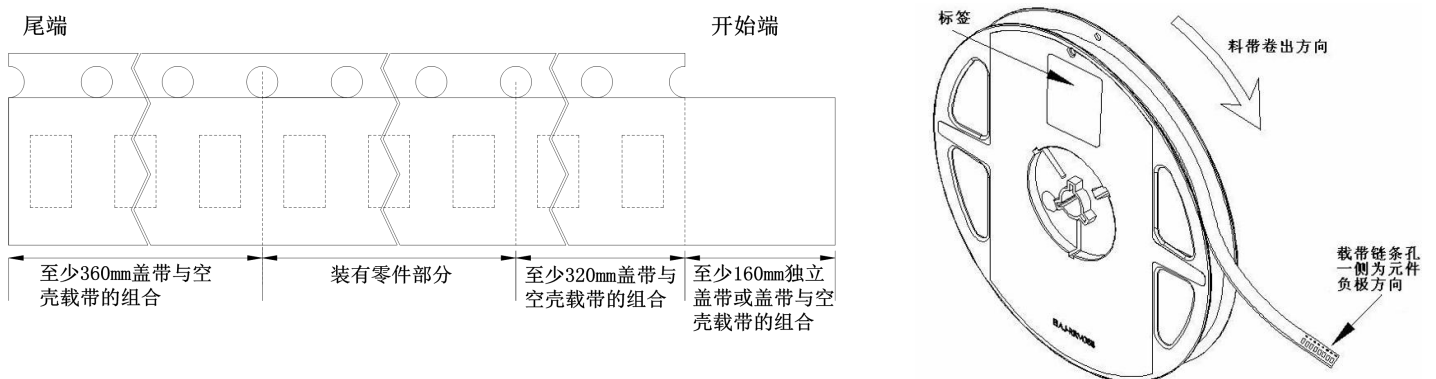 尾端
开始端
至少360mm盖带与空
壳载带的组合
装有零件部分
至少320mm盖带与
空壳载带的组合
至少160mm独立
盖带或盖带与空
壳载带的组合
标签
料带卷出方向
载带链条孔
一侧为元件
负极方向